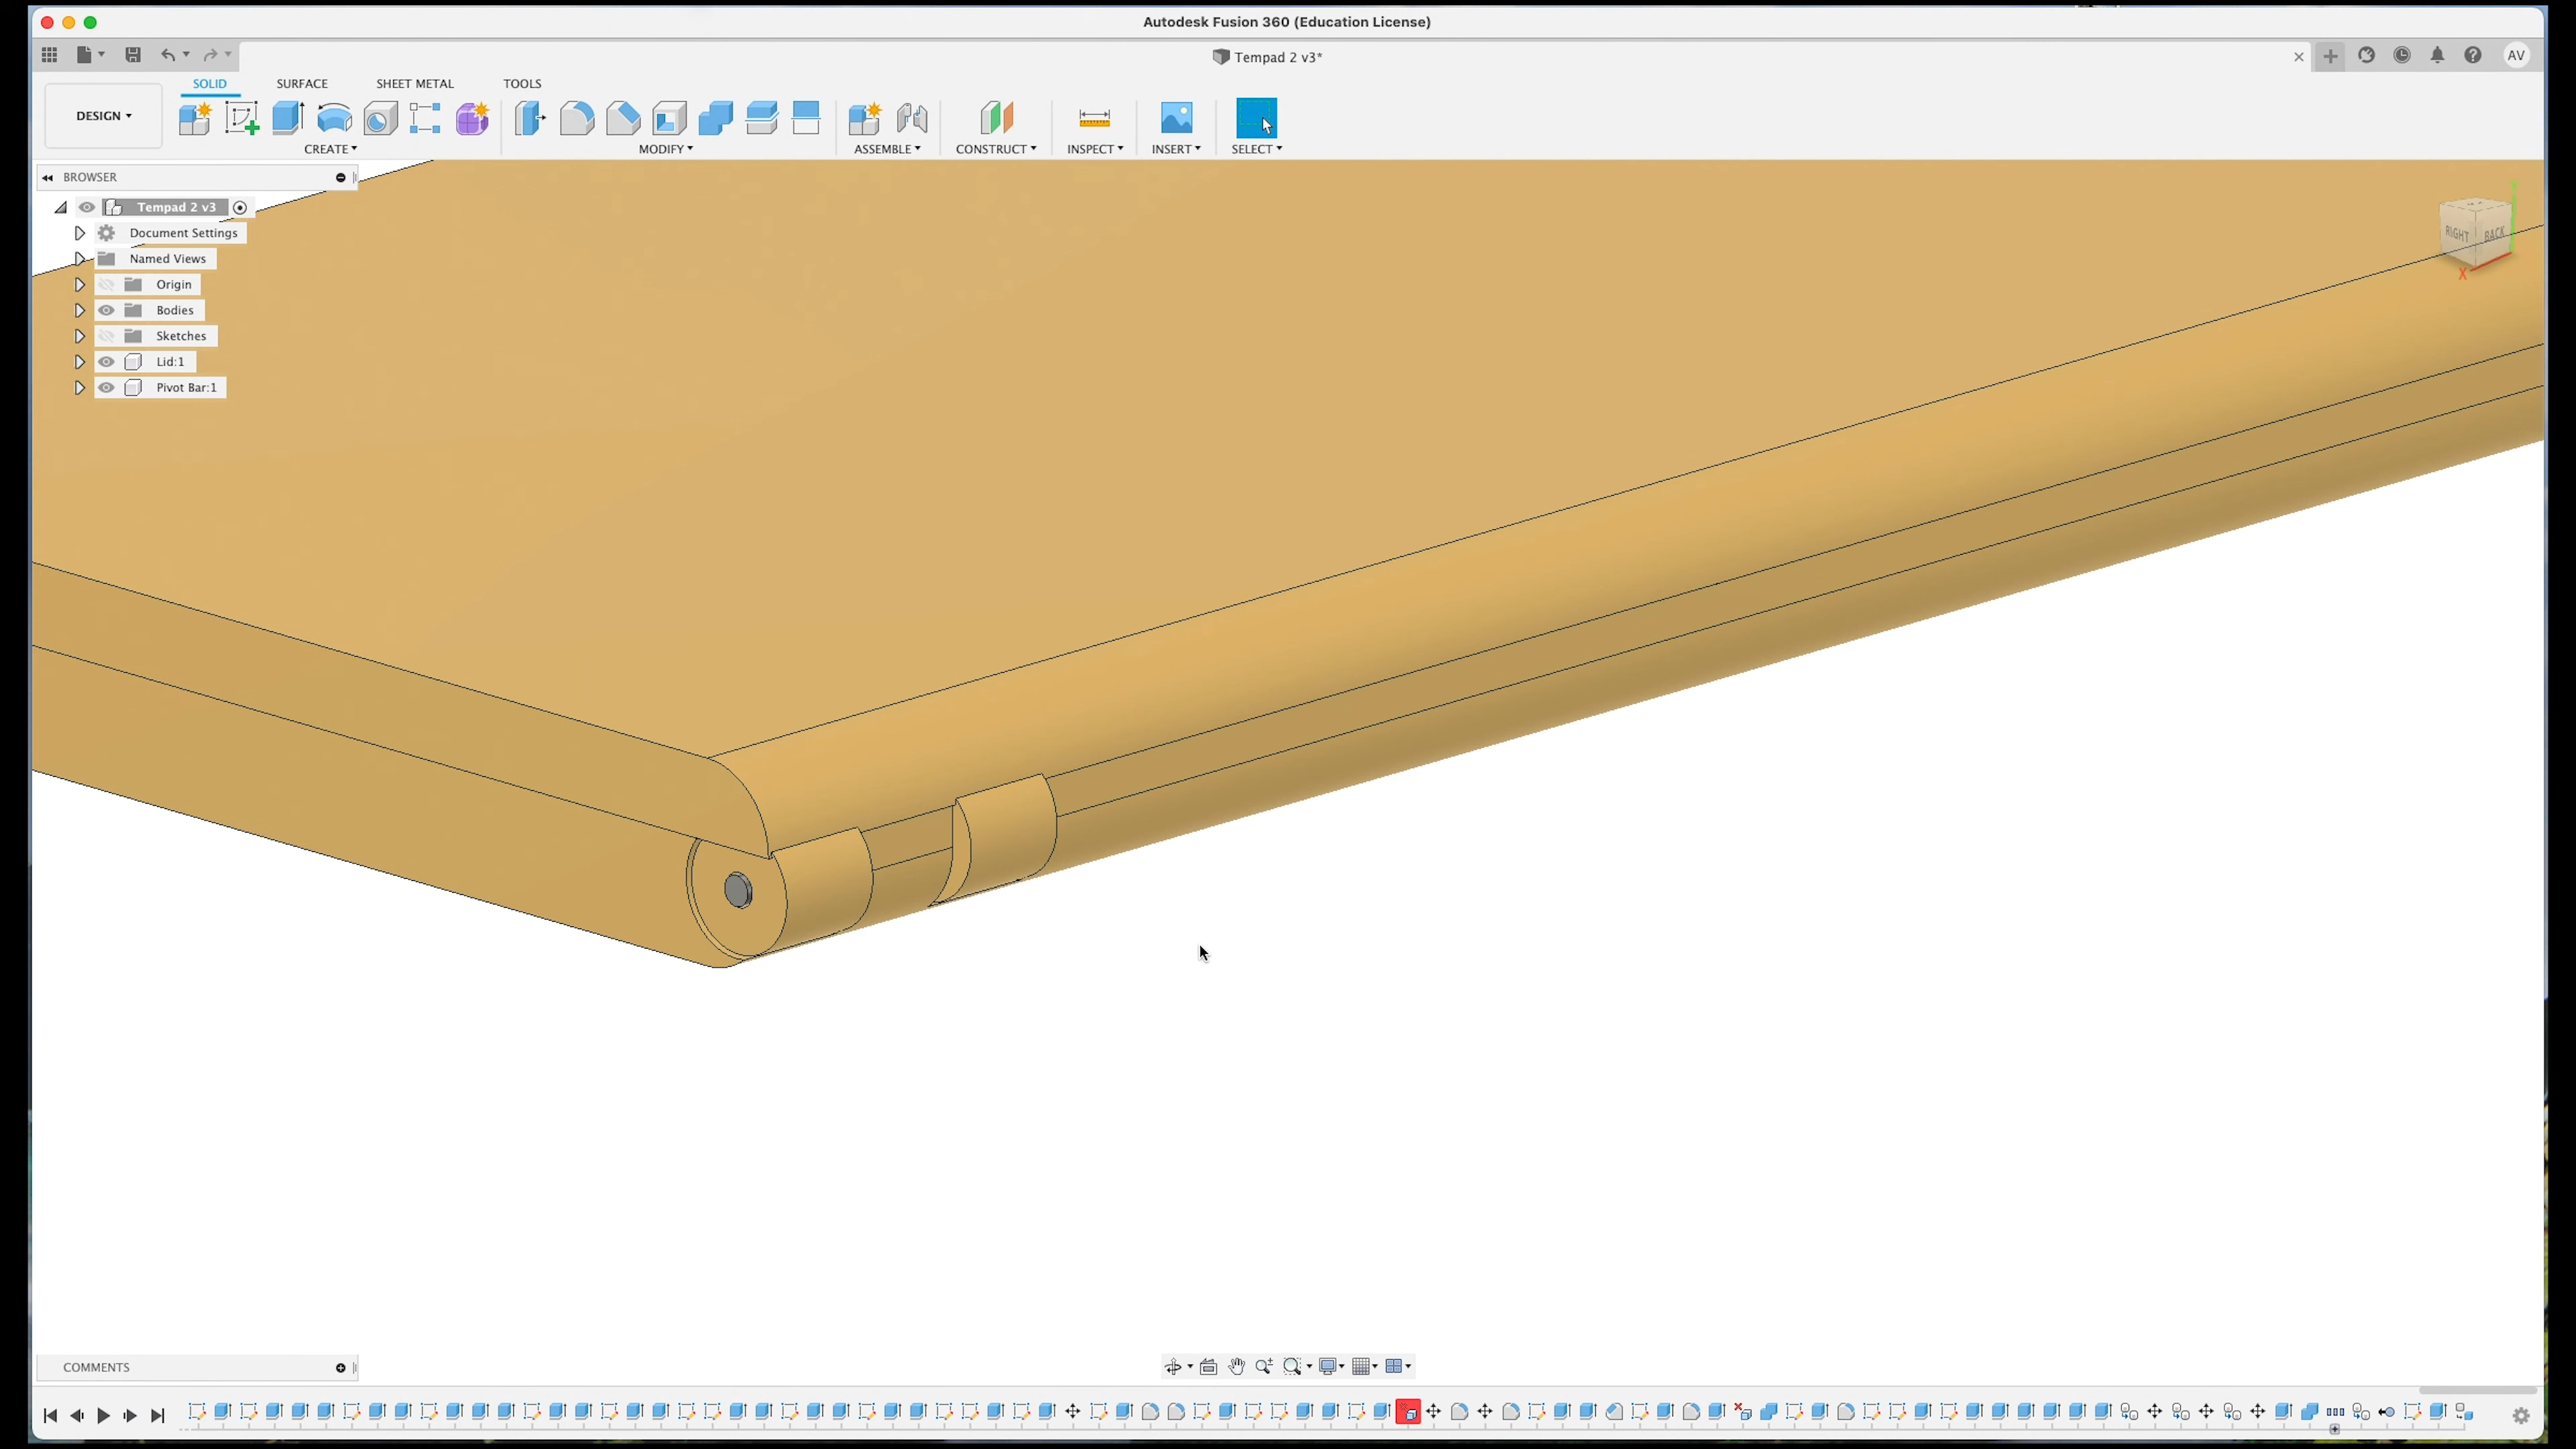 Autodesk Fusion 360 (Education License)
Tempad 2 v3*
AV
SOLID
SURFACE
SHEET METAL
TOOLS
DESIGN
CREATE
MODIFY
ASSEMBLE
CONSTRUCT
INSPECT
INSERT
SELECT
BROWSER
Tempad 2 v3
Document Settings
Named Views
Origin
Bodies
Sketches
Lid:1
Pivot Bar:1
RIGHT
BACK
X
COMMENTS